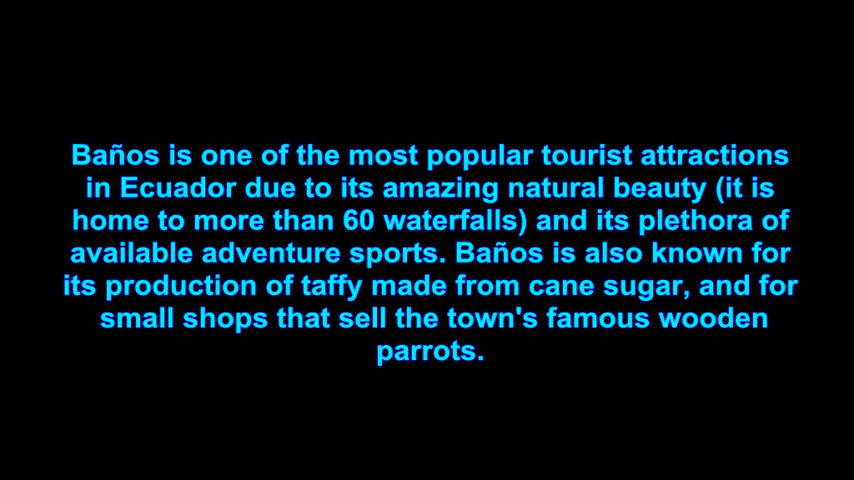 Baños is one of the most popular tourist attractions
in Ecuador due to its amazing natural beauty (it is
home to more than 60 waterfalls) and its plethora of
available adventure sports. Baños is also known for
its production of taffy made from cane sugar, and for
small shops that sell the town's famous wooden
parrots.